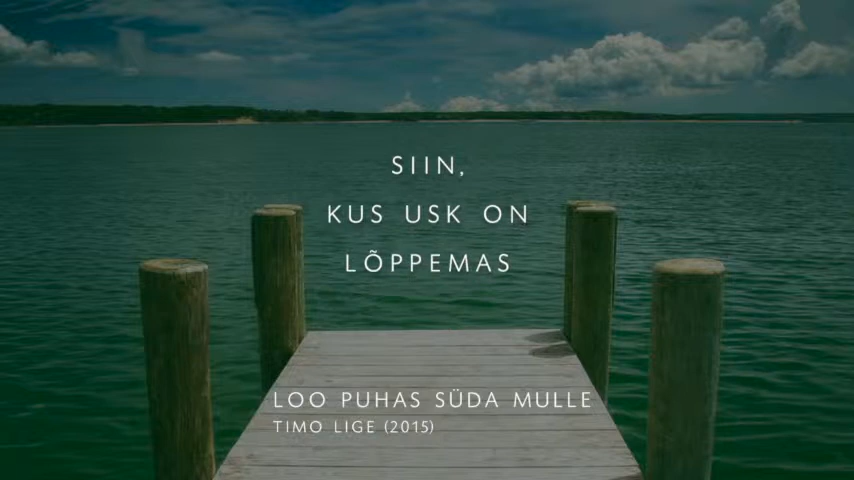 SIIN,
KUS USK ON
LÕPPEMAS
LOO PUHAS SÜDA MULLE
TIMO LIGE (2015)